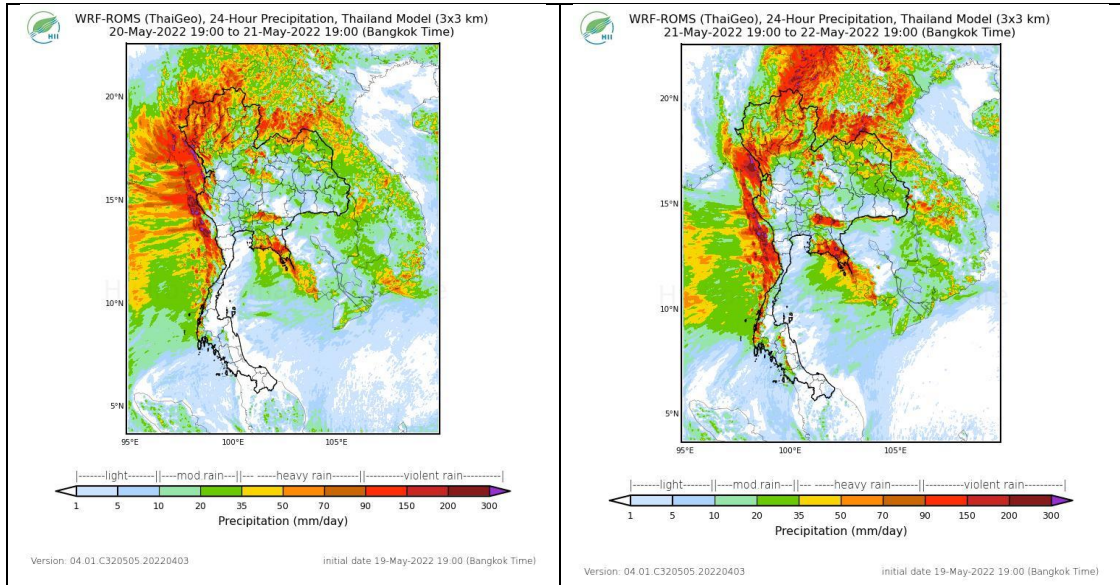 WRF-ROMS (ThaiGeo), 24-Hour Precipitation, Thailand Model (3x3 km)
20-May-2022 19:00 to 21-May-2022 19:00 (Bangkok Time)
HII
20°N
15°N
10°N
5°N
95°E 100°E 105°E
|-------light-------||----mod rain---||--- -----heavy rain-------||----------violent rain----------|
1 5 10 20 35 50 70 90 150 200 300
Precipitation (mm/day)
Version: 04.01.C320505.20220403 initial date 19-May-2022 19:00 (Bangkok Time)
WRF-ROMS (ThaiGeo), 24-Hour Precipitation, Thailand Model (3x3 km)
21-May-2022 19:00 to 22-May-2022 19:00 (Bangkok Time)
HII
20°N
15°N
10°N
5°N
95°E 100°E 105°E
|-------light-------||----mod rain---||--- -----heavy rain-------||----------violent rain----------|
1 5 10 20 35 50 70 90 150 200 300
Precipitation (mm/day)
Version: 04.01.C320505.20220403 initial date 19-May-2022 19:00 (Bangkok Time)